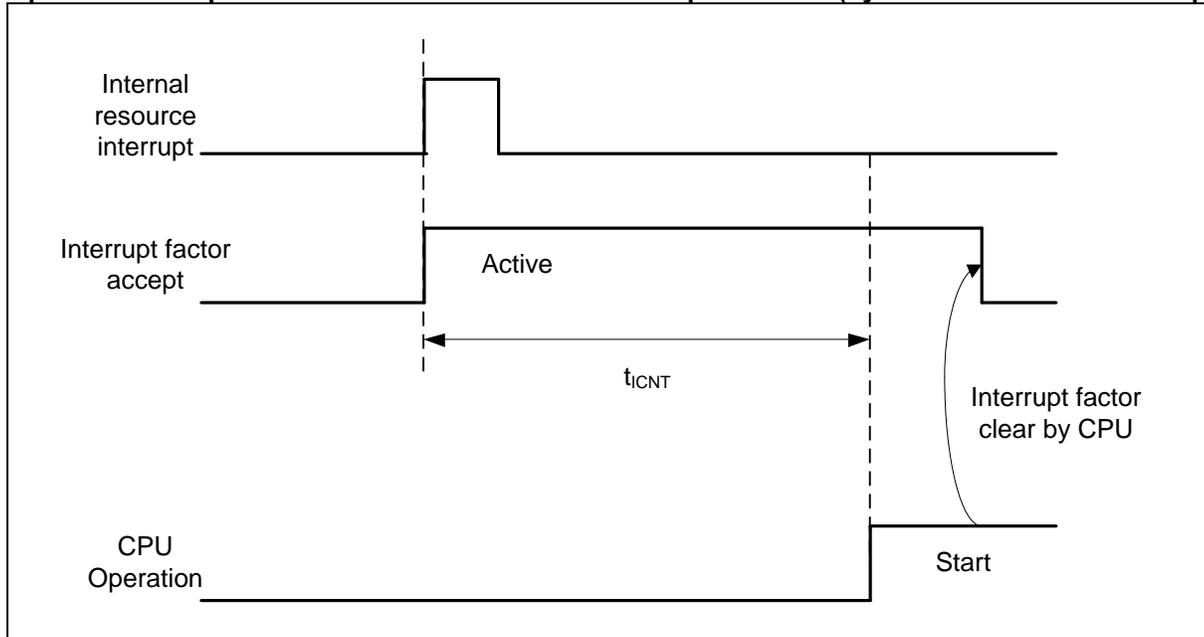 Internal
resource
interrupt
Interrupt factor
accept
Active
tICNT
Interrupt factor
clear by CPU
CPU
Operation
Start